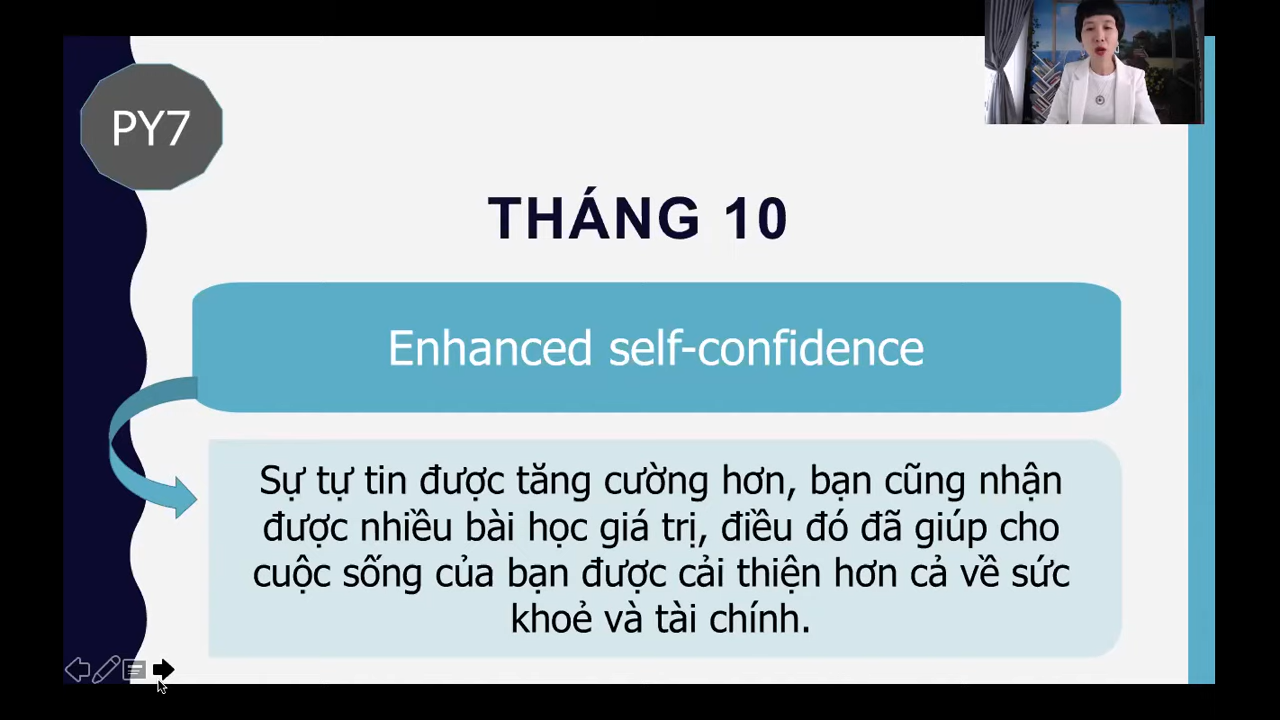 PY7
THÁNG 10
Enhanced self-confidence
Sự tự tin được tăng cường hơn, bạn cũng nhận
được nhiều bài học giá trị, điều đó đã giúp cho
cuộc sống của bạn được cải thiện hơn cả về sức
khoẻ và tài chính.